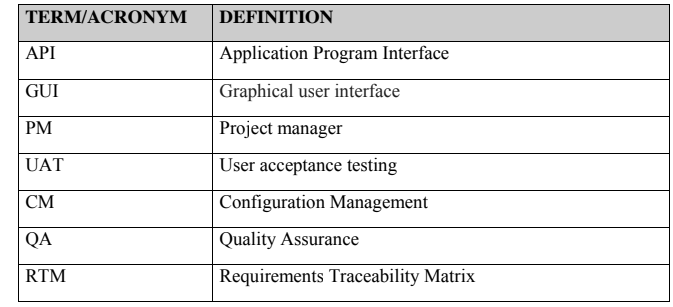 TERM/ACRONYM DEFINITION
API Application Program Interface
GUI Graphical user interface
PM Project manager
UAT User acceptance testing
CM Configuration Management
QA Quality Assurance
RTM Requirements Traceability Matrix